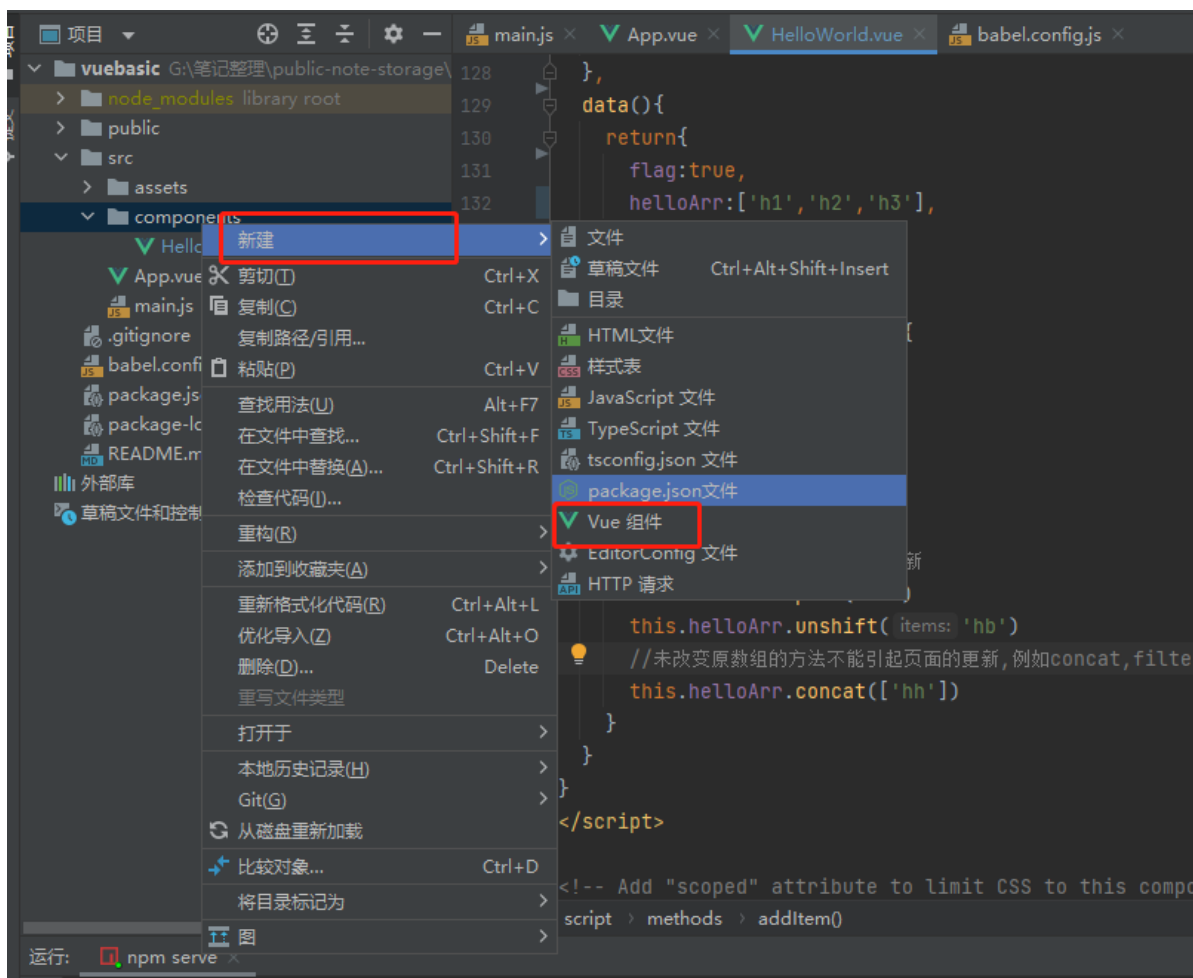 项目
main.js
App.vue
HelloWorld.vue
babel.config.js
vuebasic G:\笔记整理\public-note-storage\
node_modules library root
public
src
assets
components
Hello
App.vue
main.js
.gitignore
babel.confi
package.js
package-lo
README.m
外部库
草稿文件和控制
新建
剪切(T) Ctrl+X
复制(C) Ctrl+C
复制路径/引用...
粘贴(P) Ctrl+V
查找用法(U) Alt+F7
在文件中查找... Ctrl+Shift+F
在文件中替换(A)... Ctrl+Shift+R
检查代码(I)...
重构(R)
添加到收藏夹(A)
重新格式化代码(R) Ctrl+Alt+L
优化导入(Z) Ctrl+Alt+O
删除(D)... Delete
重写文件类型
打开于
本地历史记录(H)
Git(G)
从磁盘重新加载
比较对象... Ctrl+D
将目录标记为
图
文件
草稿文件 Ctrl+Alt+Shift+Insert
目录
HTML文件
样式表
JavaScript 文件
TypeScript 文件
tsconfig.json 文件
package.json文件
Vue 组件
EditorConfig 文件
HTTP 请求
128 },
129 data(){
130 return{
131 flag:true,
132 helloArr:['h1','h2','h3'],
{
新
)
this.helloArr.unshift( items: 'hb')
//未改变原数组的方法不能引起页面的更新,例如concat,filte
this.helloArr.concat(['hh'])
}
}
}
</script>
<!-- Add "scoped" attribute to limit CSS to this compo
script › methods › addItem()
运行: npm serve